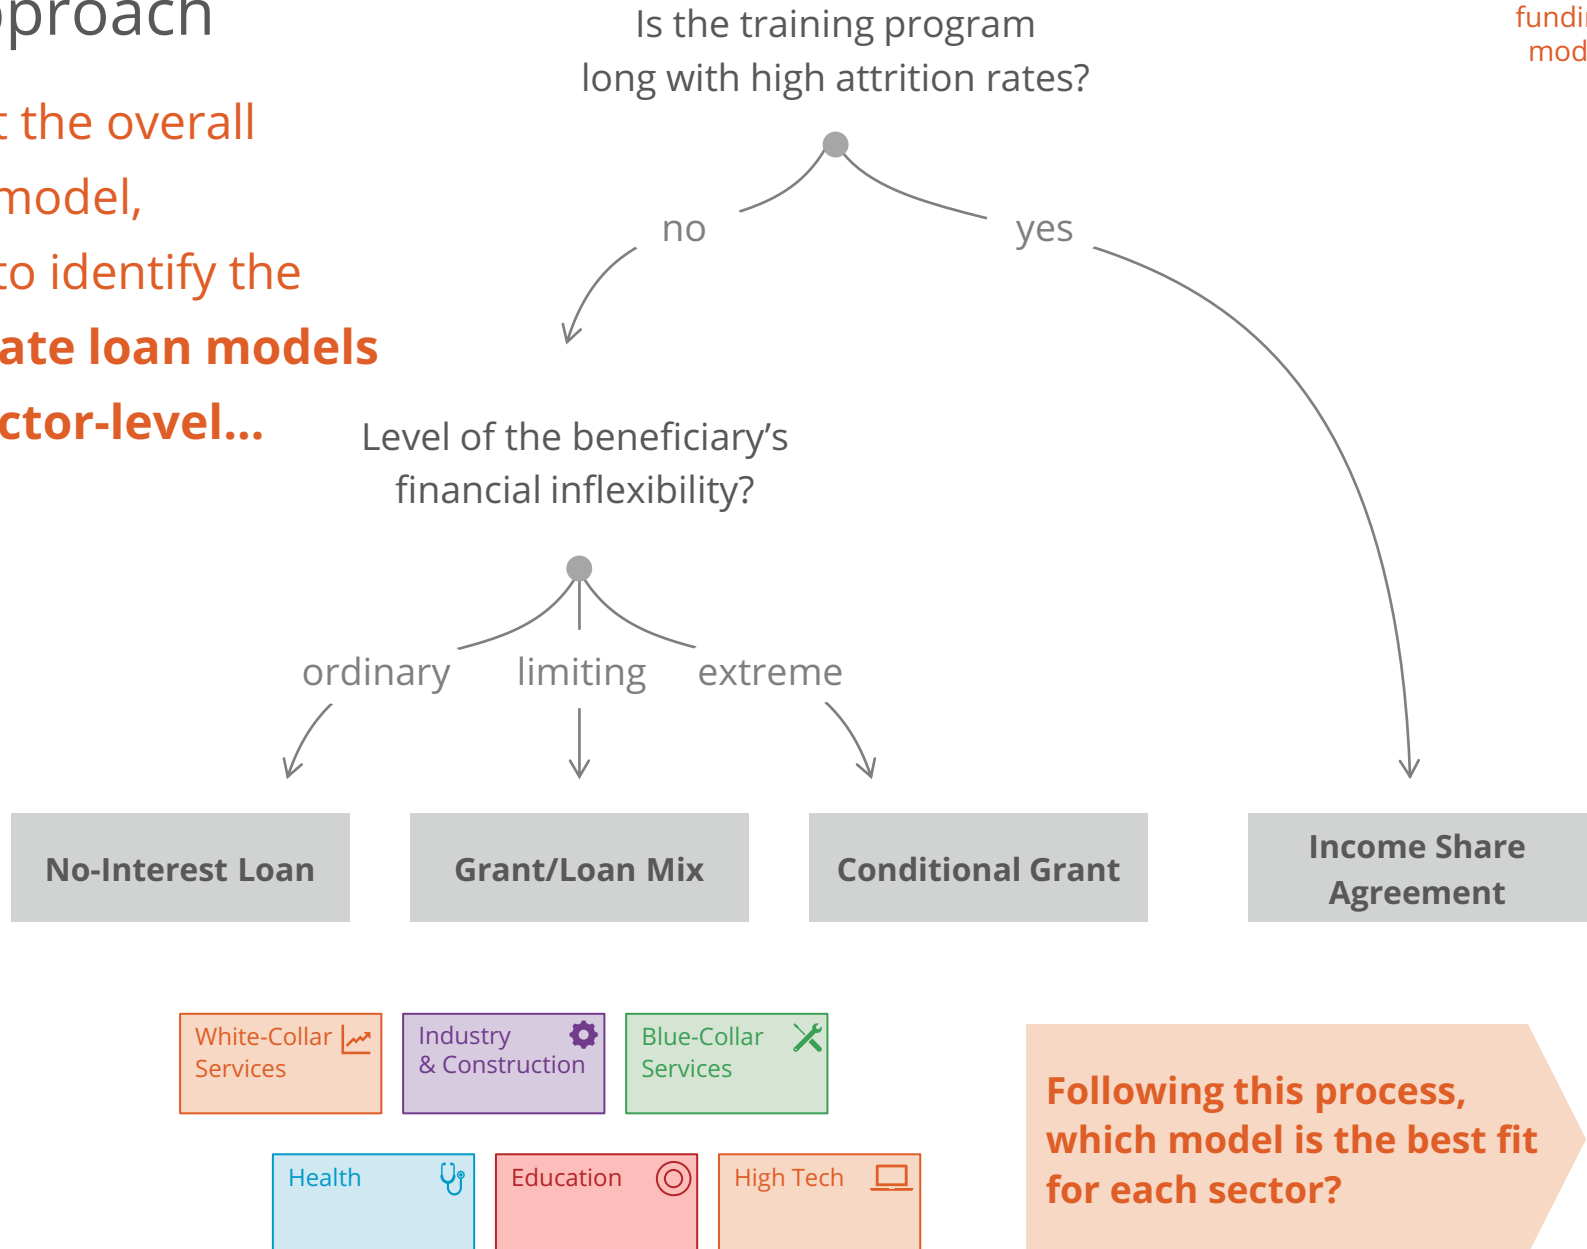 pproach
t the overall
model,
to identify the
ate loan models
ctor-level...
Is the training program
long with high attrition rates?
fundi
mod
no
yes
Level of the beneficiary's
financial inflexibility?
ordinary
limiting
extreme
No-Interest Loan
Grant/Loan Mix
Conditional Grant
Income Share
Agreement
White-Collar
Services
Industry
& Construction
Blue-Collar
Services
Health
Education
High Tech
Following this process,
which model is the best fit
for each sector?